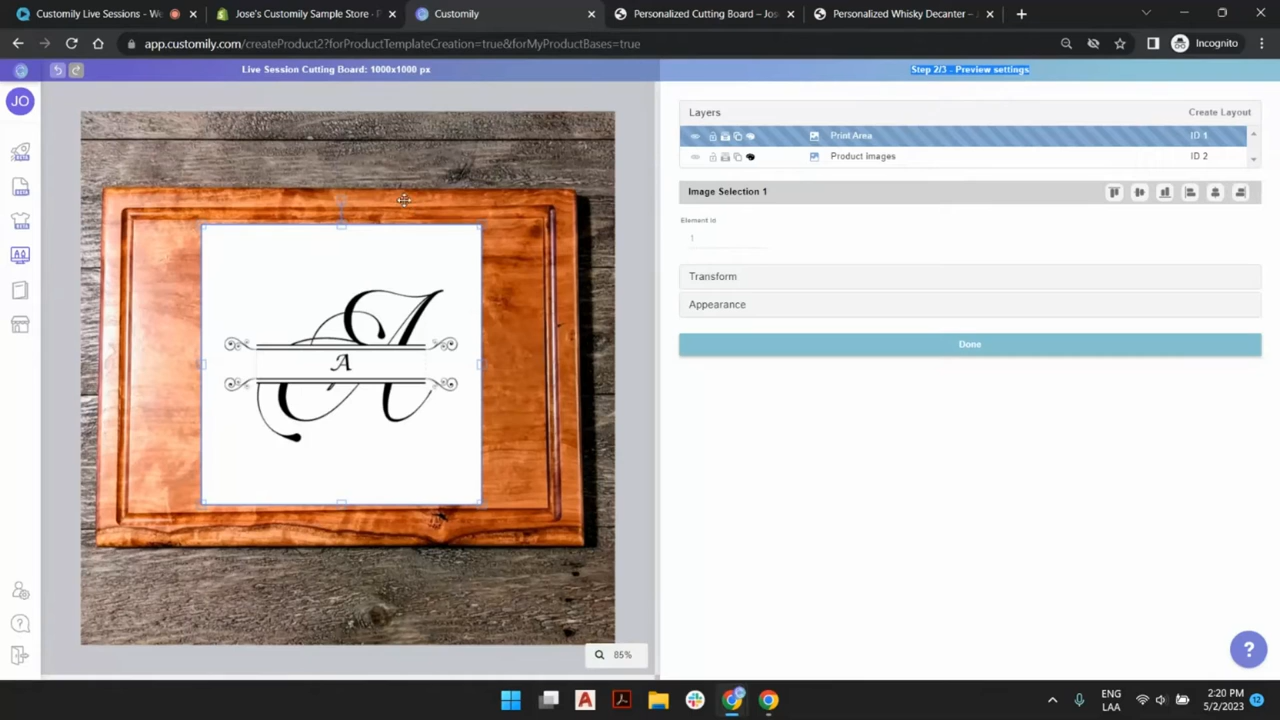 Customily Live Sessions - We
Jose's Customily Sample Store · P
Customily
Personalized Cutting Board – Jos
Personalized Whisky Decanter – J
app.customily.com/createProduct2?forProductTemplateCreation=true&forMyProductBases=true
Incognito
Live Session Cutting Board: 1000x1000 px
Step 2/3 - Preview settings
JO
Layers
Create Layout
Print Area
ID 1
Product images
ID 2
Image Selection 1
Element Id
1
Transform
Appearance
Done
A
A
85%
?
ENG
LAA
2:20 PM
5/2/2023
12